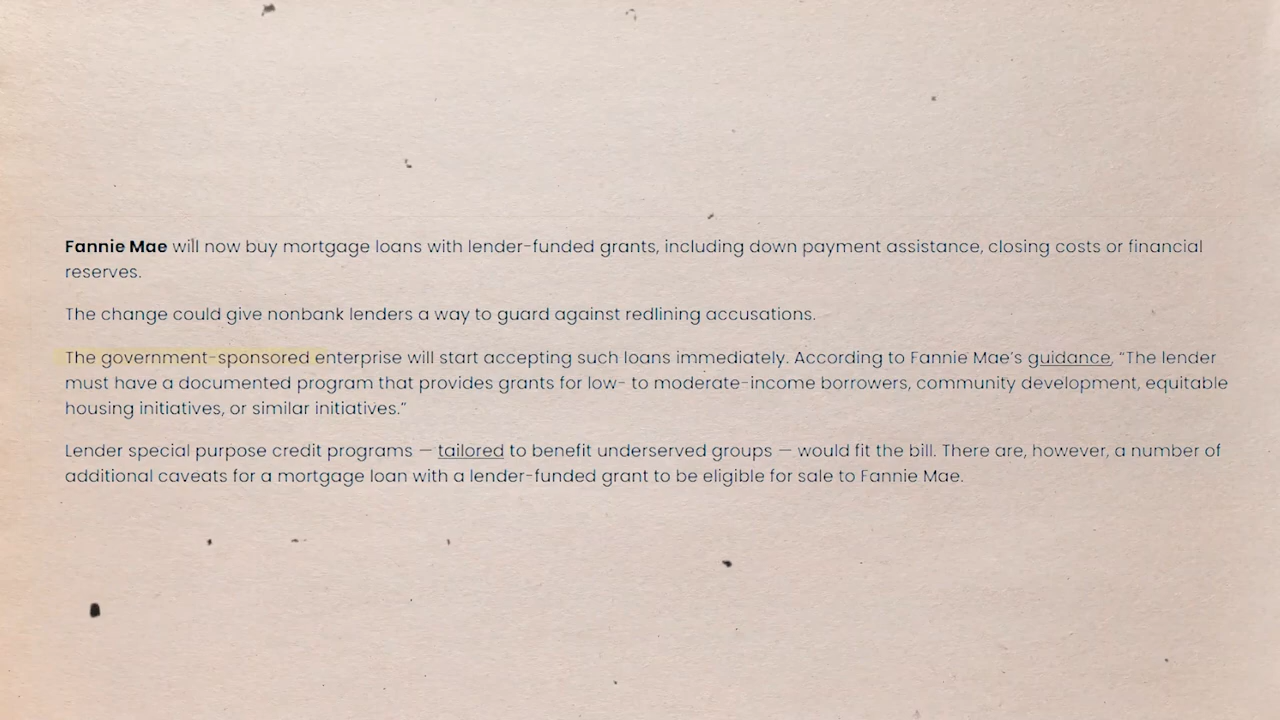 Fannie Mae will now buy mortgage loans with lender-funded grants, including down payment assistance, closing costs or financial
reserves.
The change could give nonbank lenders a way to guard against redlining accusations.
The government-sponsored enterprise will start accepting such loans immediately. According to Fannie Mae's guidance, “The lender
must have a documented program that provides grants for low- to moderate-income borrowers, community development, equitable
housing initiatives, or similar initiatives.”
Lender special purpose credit programs — tailored to benefit underserved groups — would fit the bill. There are, however, a number of
additional caveats for a mortgage loan with a lender-funded grant to be eligible for sale to Fannie Mae.